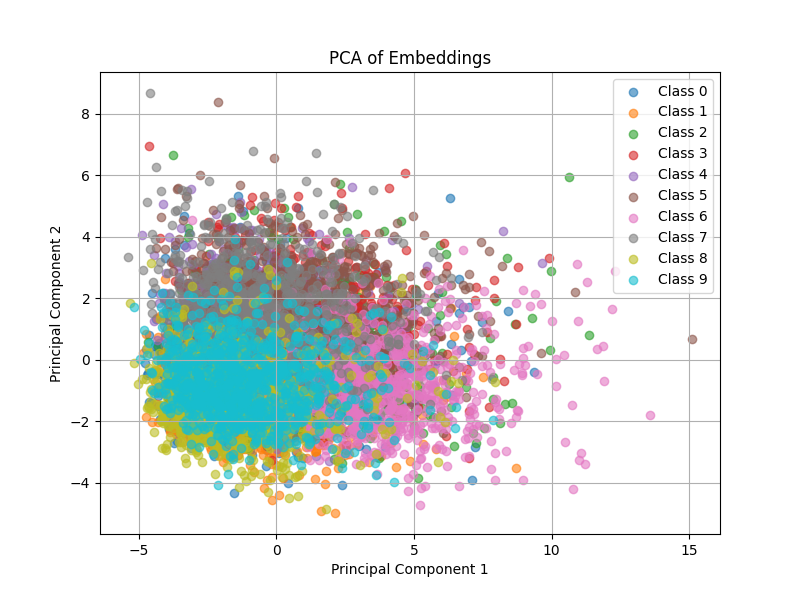 PCA of Embeddings
Class 0
Class 1
Class 2
Class 3
Class 4
Class 5
Class 6
Class 7
Class 8
Class 9
8
6
4
2
0
−2
−4
Principal Component 2
−5
0
5
10
15
Principal Component 1